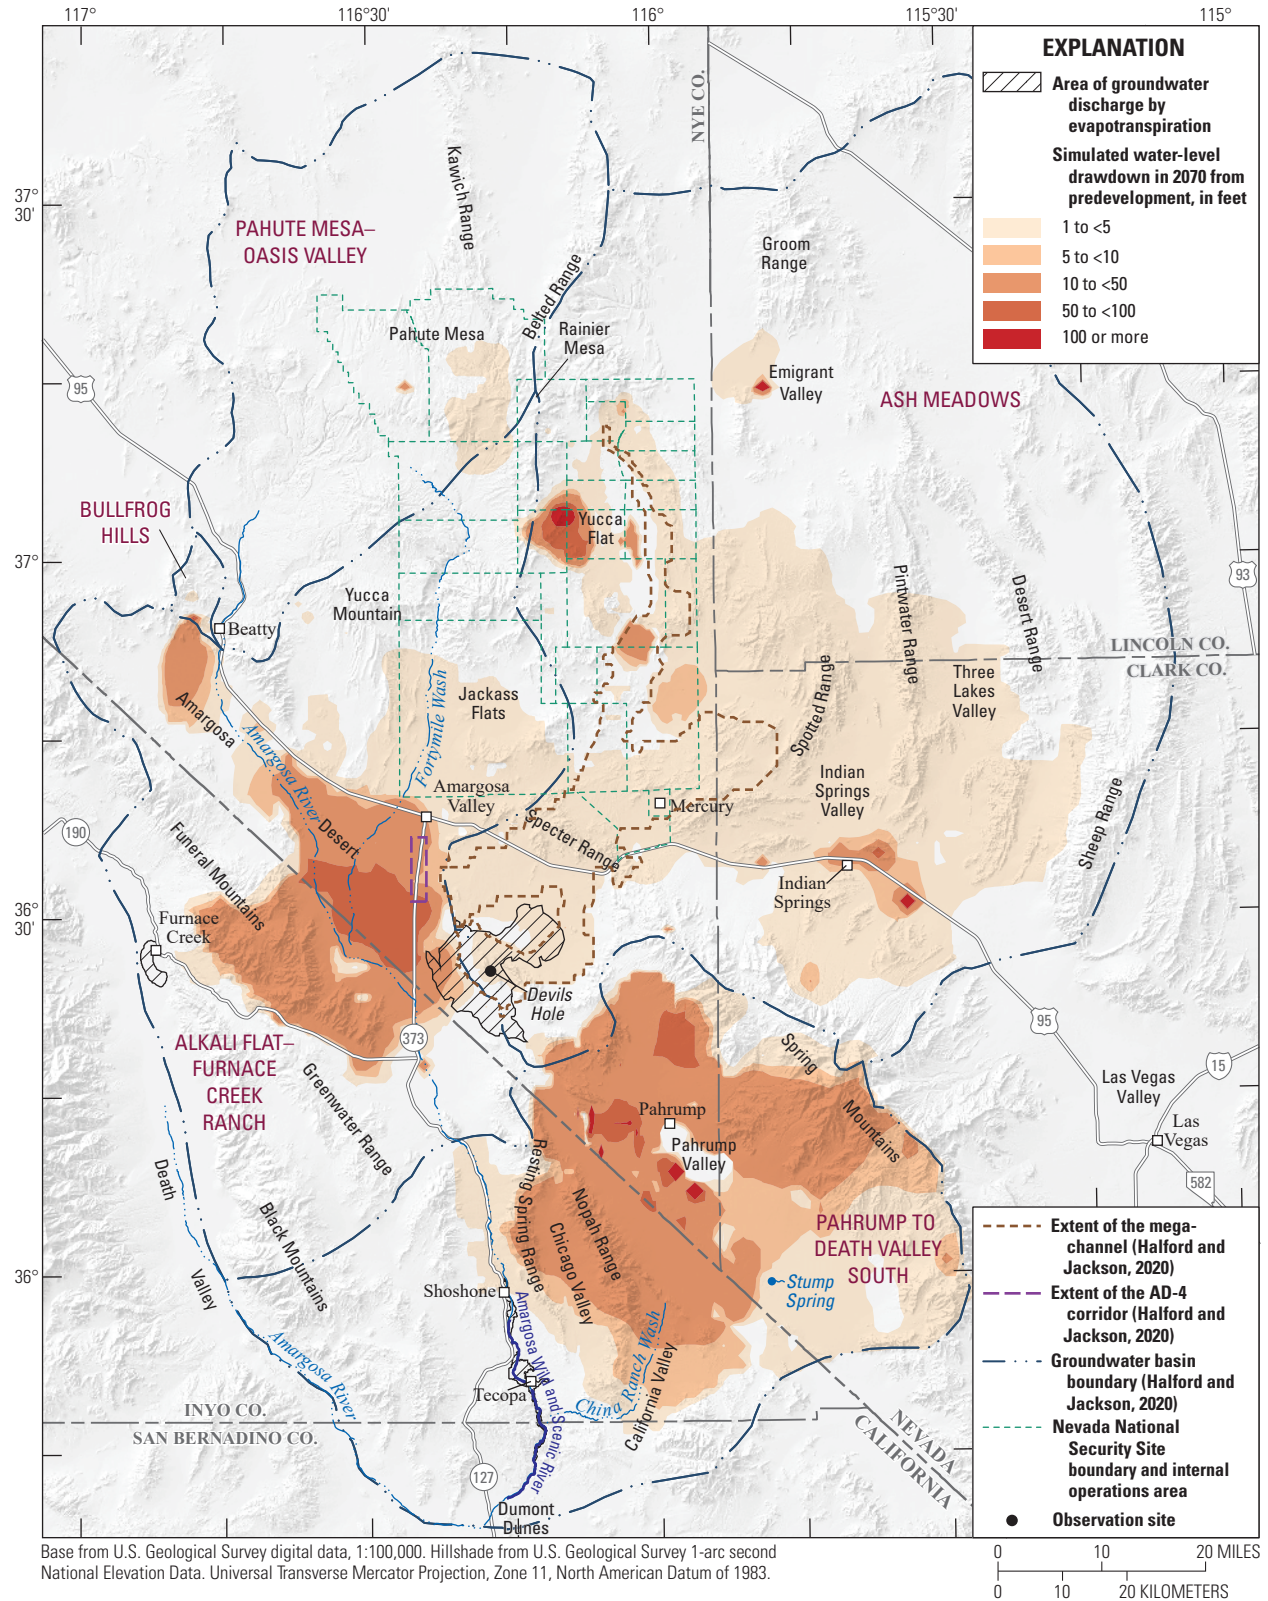 117°
116°30'
116°
115°30'
115°
EXPLANATION
Area of groundwater
discharge by
evapotranspiration
Simulated water-level
drawdown in 2070 from
predevelopment, in feet
1 to <5
5 to <10
10 to <50
50 to <100
100 or more
NYE CO.
Kawich Range
37°
30'
PAHUTE MESA–
OASIS VALLEY
Groom
Range
Belted Range
Pahute Mesa
Rainier
Mesa
Emigrant
Valley
95
ASH MEADOWS
BULLFROG
HILLS
Yucca
Flat
37°
93
Pintwater Range
Desert Range
Yucca
Mountain
Beatty
LINCOLN CO.
CLARK CO.
Three
Lakes
Valley
Spotted Range
Jackass
Flats
Fortymile Wash
Amargosa
Desert
Amargosa River
Indian
Springs
Valley
Amargosa
Valley
Mercury
Sheep Range
190
Funeral Mountains
Specter Range
Indian
Springs
36°
30'
Furnace
Creek
Devils
Hole
95
373
ALKALI FLAT–
FURNACE
CREEK
RANCH
Spring
Mountains
15
Las Vegas
Valley
Las
Vegas
Greenwater Range
Pahrump
Pahrump
Valley
582
Death
Valley
Resting Spring Range
Nopah Range
Chicago Valley
Black Mountains
PAHRUMP TO
DEATH VALLEY
SOUTH
36°
Shoshone
Stump
Spring
Amargosa River
Amargosa Wild and Scenic River
China Ranch Wash
California Valley
Tecopa
INYO CO.
SAN BERNADINO CO.
NEVADA
CALIFORNIA
127
Dumont
Dunes
Extent of the mega-
channel (Halford and
Jackson, 2020)
Extent of the AD-4
corridor (Halford and
Jackson, 2020)
Groundwater basin
boundary (Halford and
Jackson, 2020)
Nevada National
Security Site
boundary and internal
operations area
Observation site
Base from U.S. Geological Survey digital data, 1:100,000. Hillshade from U.S. Geological Survey 1-arc second
National Elevation Data. Universal Transverse Mercator Projection, Zone 11, North American Datum of 1983.
0 10 20 MILES
0 10 20 KILOMETERS